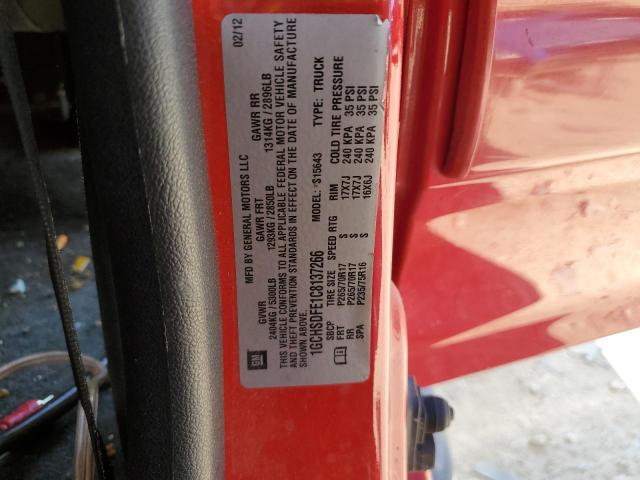 MFD BY GENERAL MOTORS LLC 02/12
GVWR GAWR FRT GAWR RR
2404KG / 5300LB 1293KG / 2850LB 1314KG / 2896LB
THIS VEHICLE CONFORMS TO ALL APPLICABLE FEDERAL MOTOR VEHICLE SAFETY
AND THEFT PREVENTION STANDARDS IN EFFECT ON THE DATE OF MANUFACTURE
SHOWN ABOVE.
1GCHSDFE1C8137266 MODEL: S15643 TYPE: TRUCK
SBCP TIRE SIZE SPEED RTG RIM COLD TIRE PRESSURE
FRT P265/70R17 S 17X7J 240 KPA 35 PSI
RR P265/70R17 S 17X7J 240 KPA 35 PSI
SPA P235/75R16 S 16X6J 240 KPA 35 PSI
GM